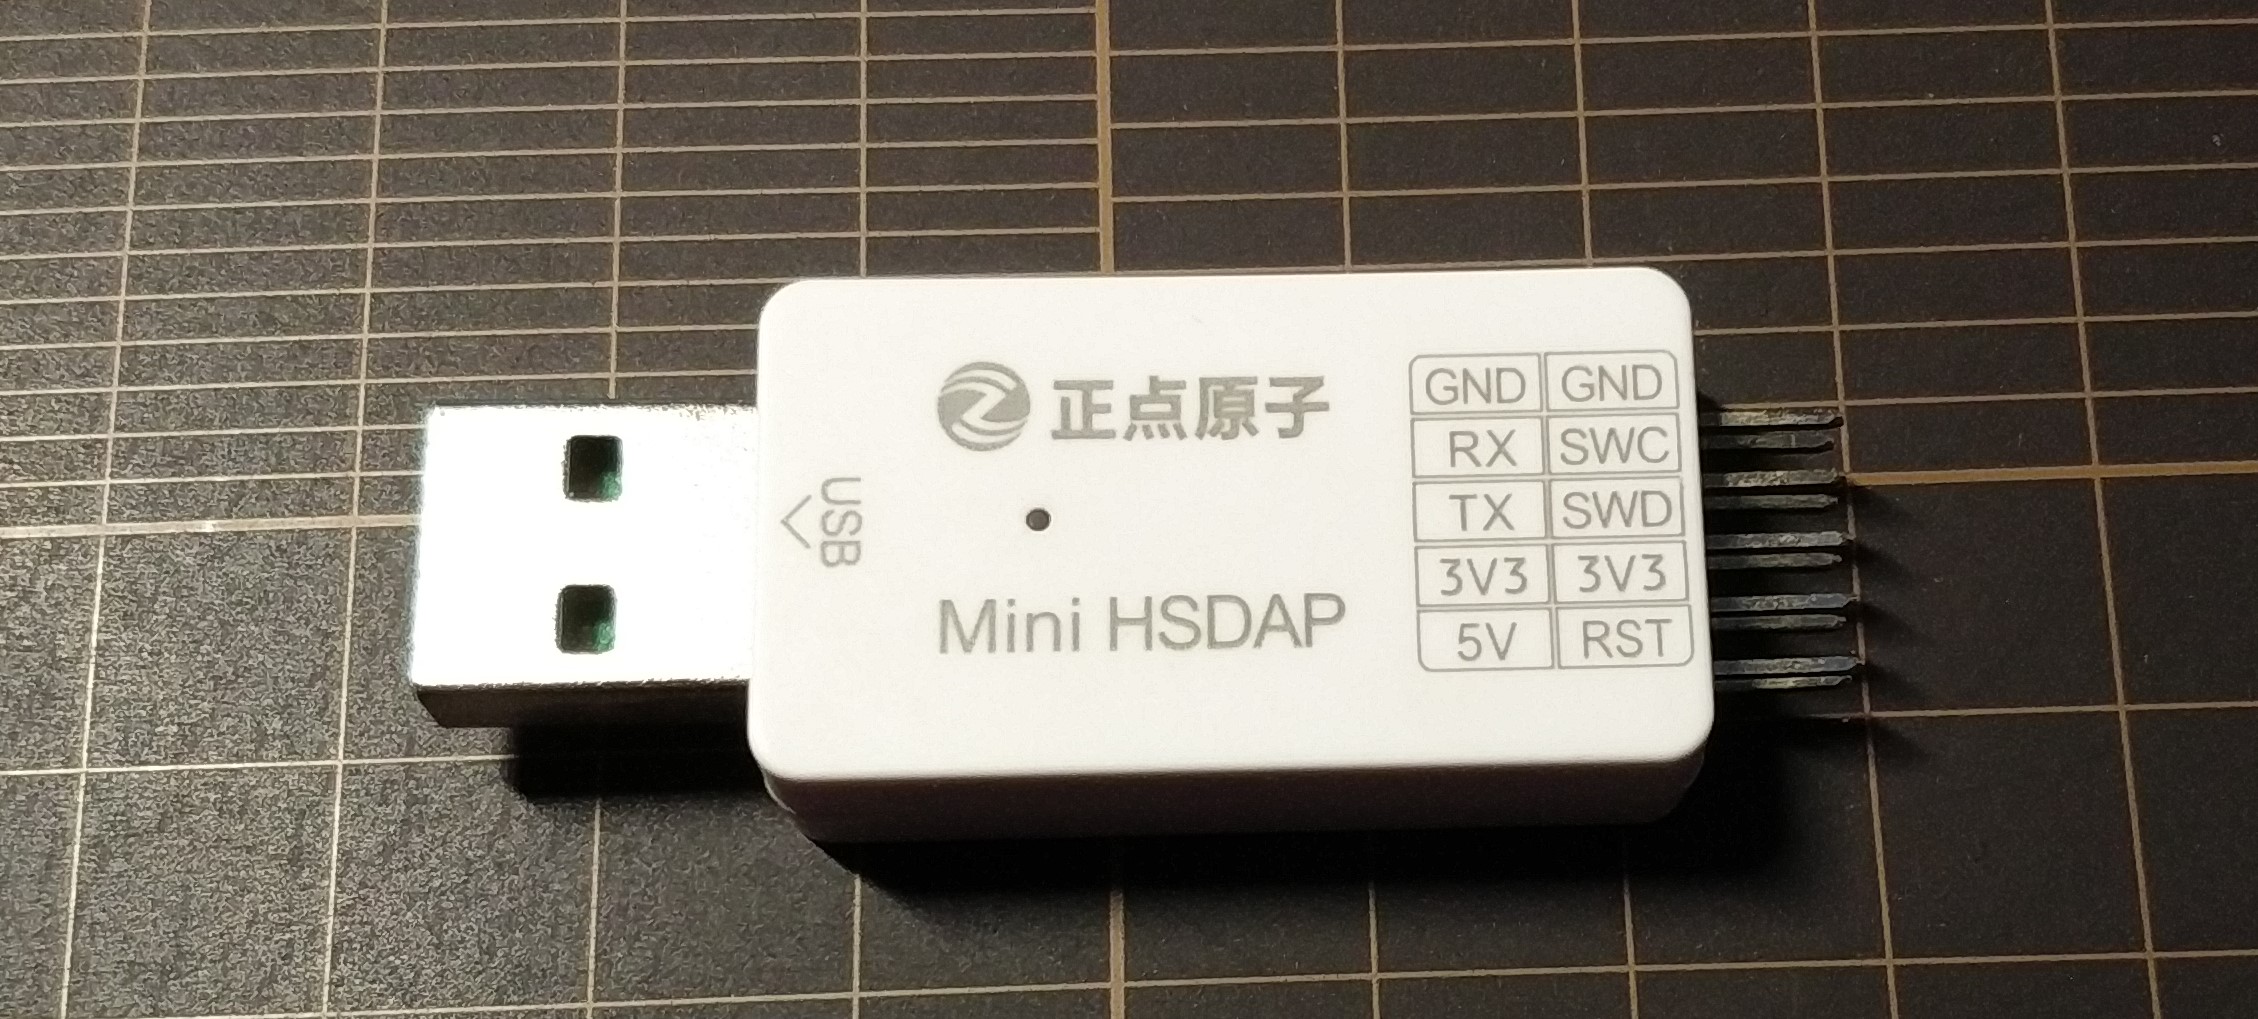 正点原子
USB
Mini HSDAP
GND GND
RX SWC
TX SWD
3V3 3V3
5V RST